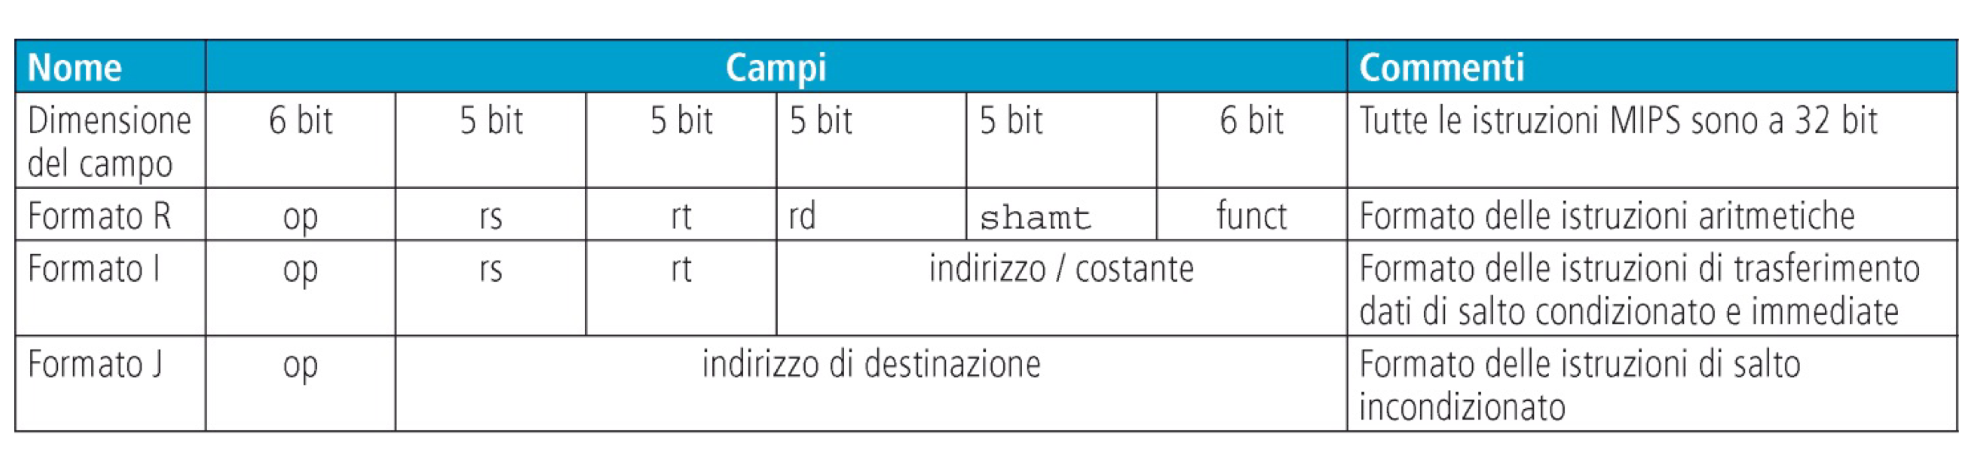 Nome Campi Commenti
Dimensione 6 bit 5 bit 5 bit 5 bit 5 bit 6 bit Tutte le istruzioni MIPS sono a 32 bit
del campo
Formato R op rs rt rd shamt funct Formato delle istruzioni aritmetiche
Formato I op rs rt indirizzo / costante Formato delle istruzioni di trasferimento
dati di salto condizionato e immediate
Formato J op indirizzo di destinazione Formato delle istruzioni di salto
incondizionato